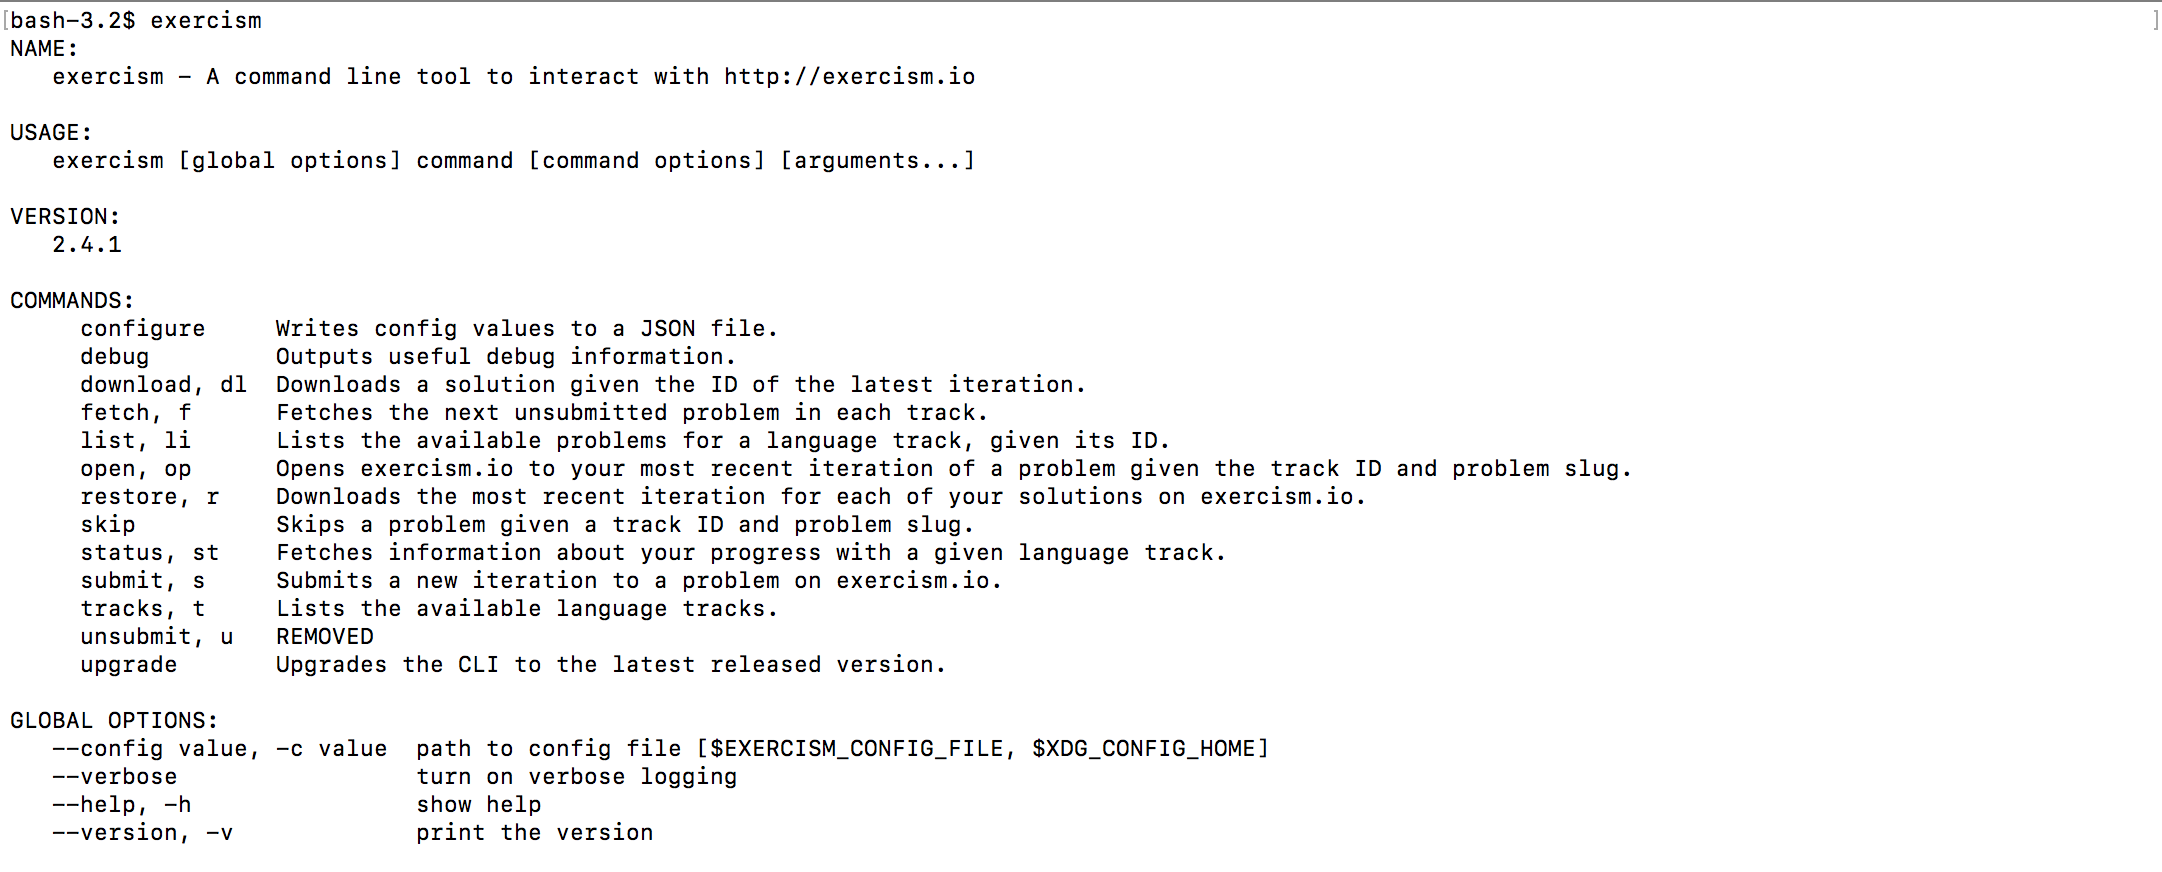 [bash-3.2$ exercism ]
NAME:
   exercism - A command line tool to interact with http://exercism.io

USAGE:
   exercism [global options] command [command options] [arguments...]

VERSION:
   2.4.1

COMMANDS:
     configure     Writes config values to a JSON file.
     debug         Outputs useful debug information.
     download, dl  Downloads a solution given the ID of the latest iteration.
     fetch, f      Fetches the next unsubmitted problem in each track.
     list, li      Lists the available problems for a language track, given its ID.
     open, op      Opens exercism.io to your most recent iteration of a problem given the track ID and problem slug.
     restore, r    Downloads the most recent iteration for each of your solutions on exercism.io.
     skip          Skips a problem given a track ID and problem slug.
     status, st    Fetches information about your progress with a given language track.
     submit, s     Submits a new iteration to a problem on exercism.io.
     tracks, t     Lists the available language tracks.
     unsubmit, u   REMOVED
     upgrade       Upgrades the CLI to the latest released version.

GLOBAL OPTIONS:
   --config value, -c value  path to config file [$EXERCISM_CONFIG_FILE, $XDG_CONFIG_HOME]
   --verbose                 turn on verbose logging
   --help, -h                show help
   --version, -v             print the version